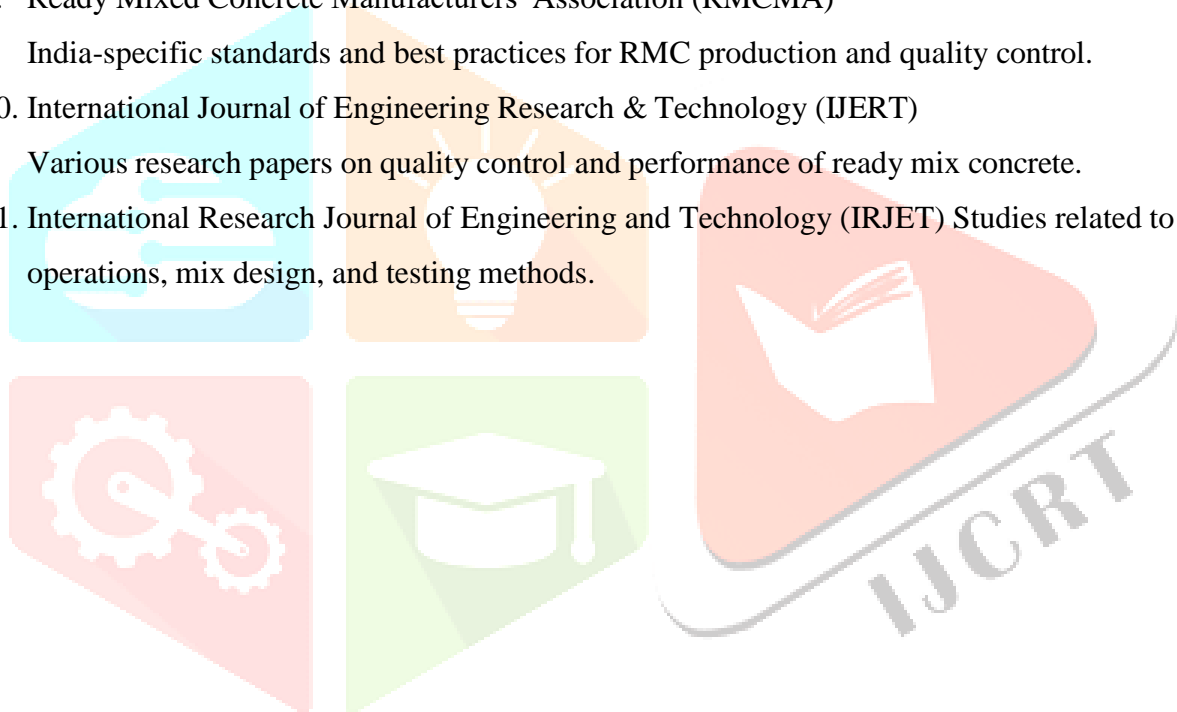 . Ready Mixed Concrete Manufacturers' Association (RMCMA)
India-specific standards and best practices for RMC production and quality control.
0. International Journal of Engineering Research & Technology (IJERT)
Various research papers on quality control and performance of ready mix concrete.
1. International Research Journal of Engineering and Technology (IRJET) Studies related to
operations, mix design, and testing methods.
IJCRT